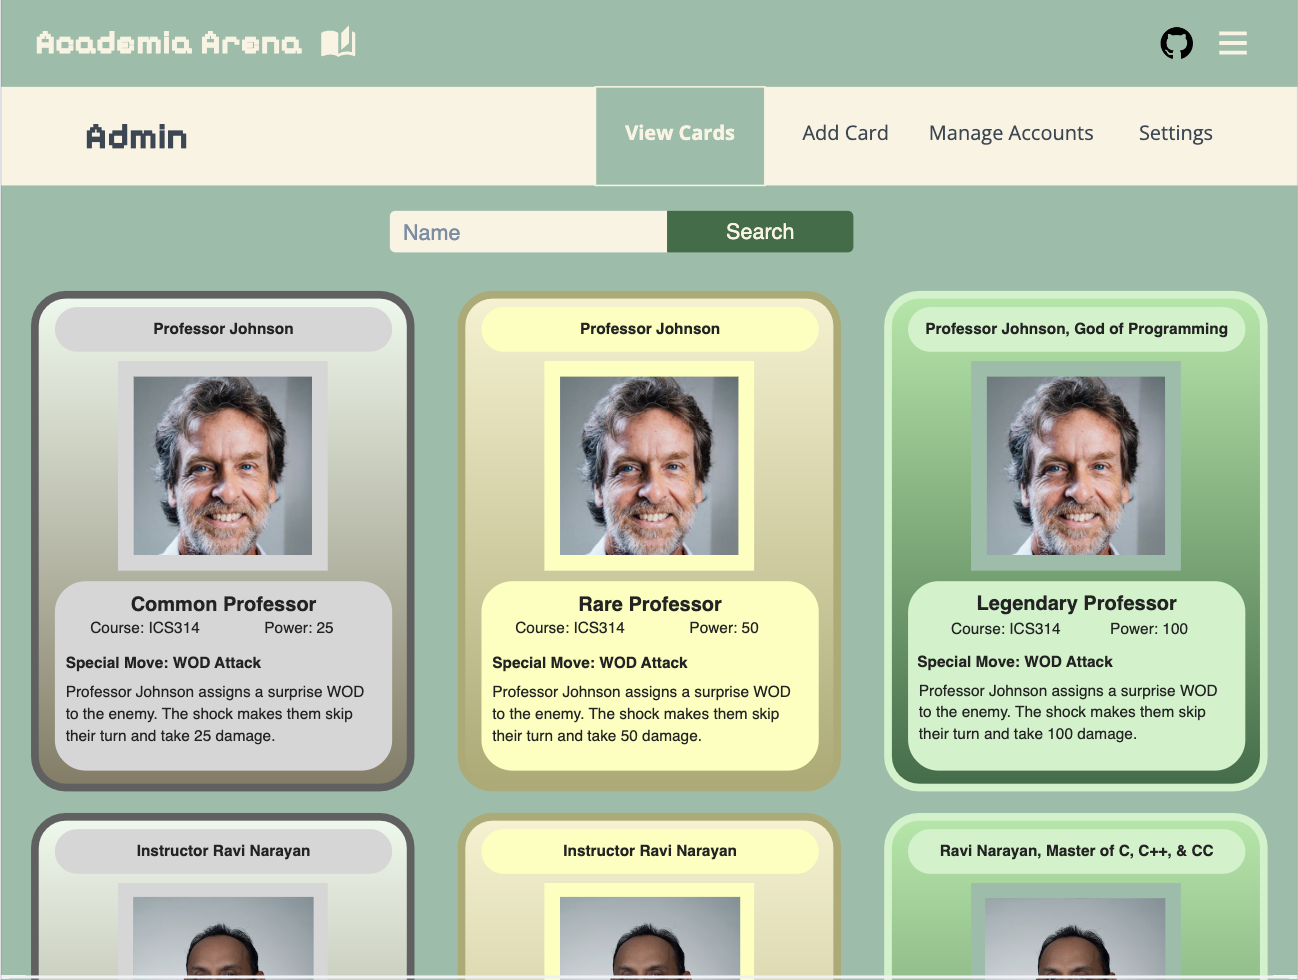 Academia Arena
Admin
View Cards
Add Card
Manage Accounts
Settings
Name
Search
Professor Johnson
Common Professor
Course: ICS314
Power: 25
Special Move: WOD Attack
Professor Johnson assigns a surprise WOD
to the enemy. The shock makes them skip
their turn and take 25 damage.
Professor Johnson
Rare Professor
Course: ICS314
Power: 50
Special Move: WOD Attack
Professor Johnson assigns a surprise WOD
to the enemy. The shock makes them skip
their turn and take 50 damage.
Professor Johnson, God of Programming
Legendary Professor
Course: ICS314
Power: 100
Special Move: WOD Attack
Professor Johnson assigns a surprise WOD
to the enemy. The shock makes them skip
their turn and take 100 damage.
Instructor Ravi Narayan
Instructor Ravi Narayan
Ravi Narayan, Master of C, C++, & CC